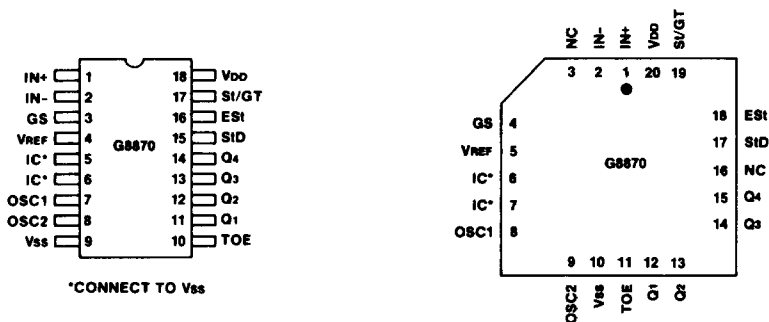 IN+ 1 18 VDD
IN- 2 17 St/GT
GS 3 16 ESt
VREF 4 15 StD
IC* 5 14 Q4
IC* 6 13 Q3
OSC1 7 12 Q2
OSC2 8 11 Q1
Vss 9 10 TOE
G8870
*CONNECT TO Vss
NC IN- IN+ VDD St/GT
3 2 1 20 19
GS 4 18 ESt
VREF 5 17 StD
G8870
IC* 6 16 NC
IC* 7 15 Q4
OSC1 8 14 Q3
9 10 11 12 13
OSC2 Vss TOE Q1 Q2